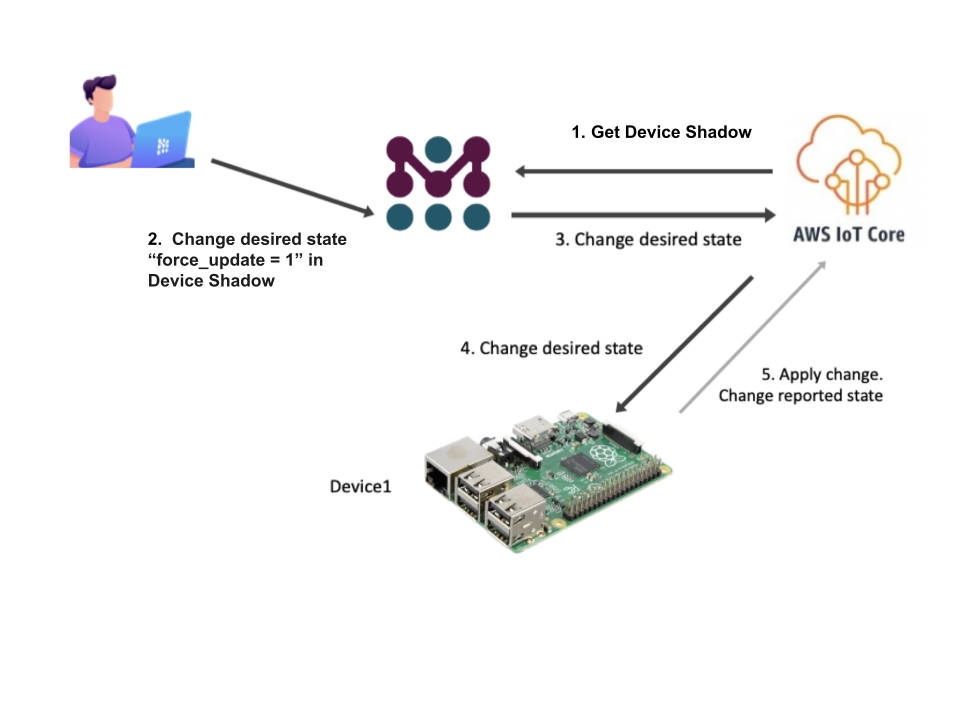 1. Get Device Shadow
AWS IoT Core
2.  Change desired state
“force_update = 1” in
Device Shadow
3. Change desired state
4. Change desired state
5. Apply change.
Change reported state
Device1